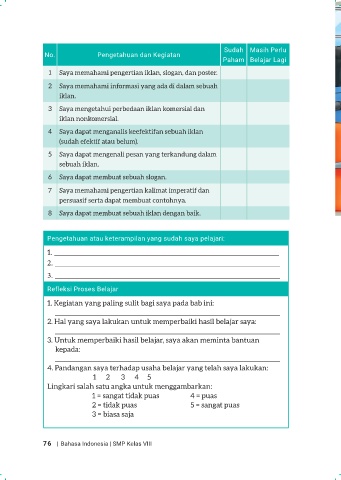 No. Pengetahuan dan Kegiatan Sudah Paham Masih Perlu Belajar Lagi
1 Saya memahami pengertian iklan, slogan, dan poster.
2 Saya memahami informasi yang ada di dalam sebuah
iklan.
3 Saya mengetahui perbedaan iklan komersial dan
iklan nonkomersial.
4 Saya dapat menganalis keefektifan sebuah iklan
(sudah efektif atau belum).
5 Saya dapat mengenali pesan yang terkandung dalam
sebuah iklan.
6 Saya dapat membuat sebuah slogan.
7 Saya memahami pengertian kalimat imperatif dan
persuasif serta dapat membuat contohnya.
8 Saya dapat membuat sebuah iklan dengan baik.
Pengetahuan atau keterampilan yang sudah saya pelajari:
1.
2.
3.
Refleksi Proses Belajar
1. Kegiatan yang paling sulit bagi saya pada bab ini:
2. Hal yang saya lakukan untuk memperbaiki hasil belajar saya:
3. Untuk memperbaiki hasil belajar, saya akan meminta bantuan
kepada:
4. Pandangan saya terhadap usaha belajar yang telah saya lakukan:
1 2 3 4 5
Lingkari salah satu angka untuk menggambarkan:
1 = sangat tidak puas 4 = puas
2 = tidak puas 5 = sangat puas
3 = biasa saja
76 | Bahasa Indonesia | SMP Kelas VIII